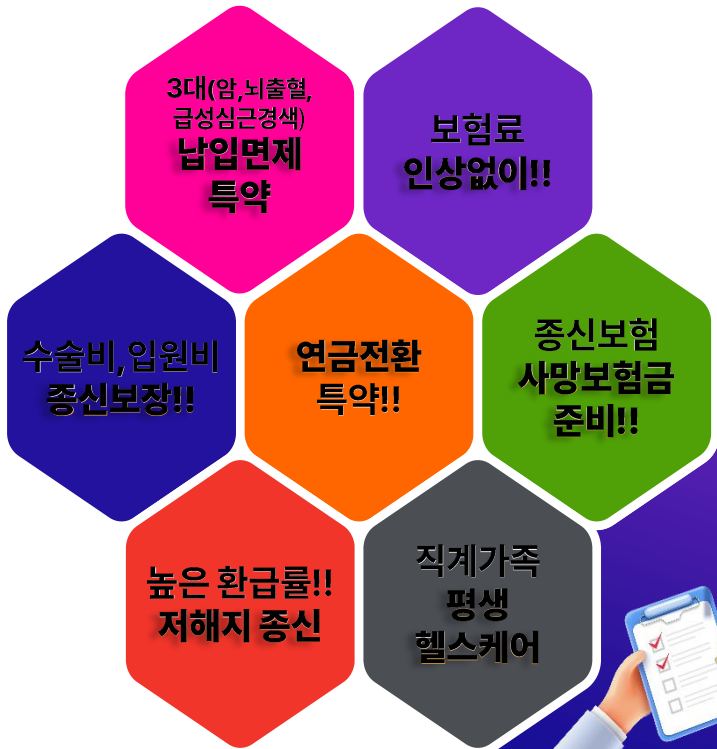 3대(암,뇌출혈,
급성심근경색)
납입면제
특약
보험료
인상없이!!
수술비,입원비
종신보장!!
연금전환
특약!!
종신보험
사망보험금
준비!!
높은 환급률!!
저해지 종신
직계가족
평생
헬스케어